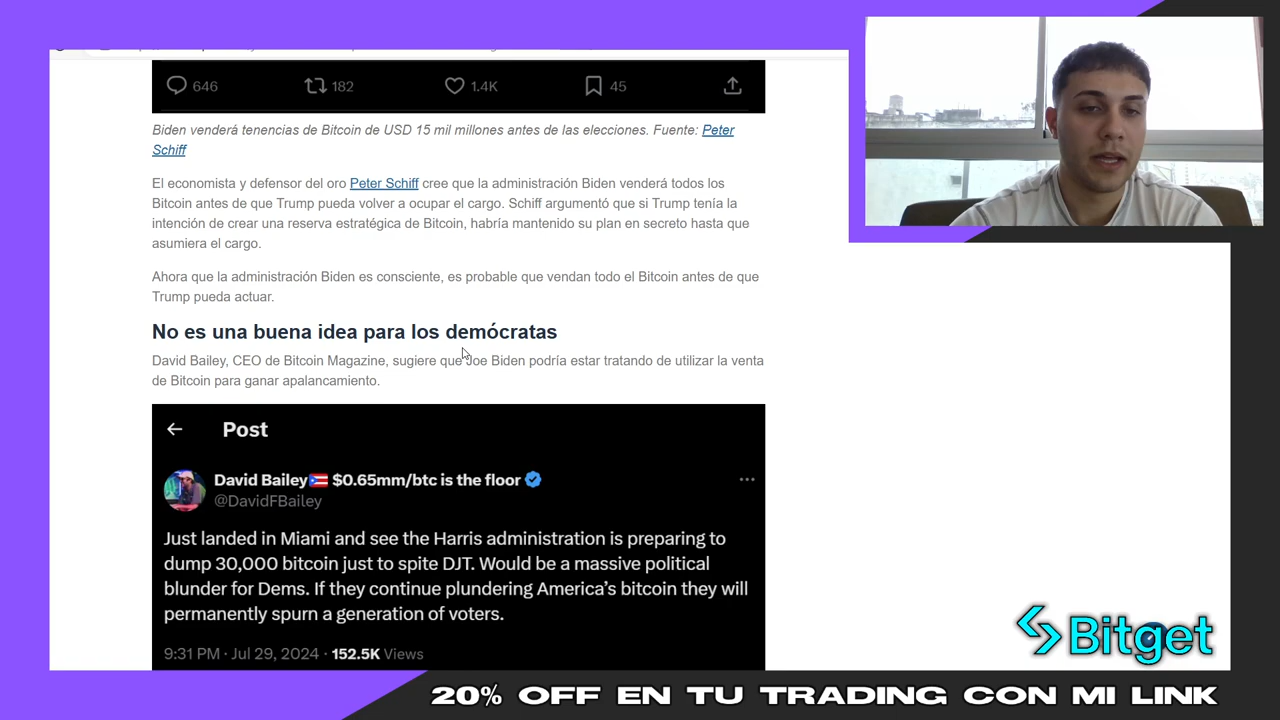 646 182 1.4K 45
Biden venderá tenencias de Bitcoin de USD 15 mil millones antes de las elecciones. Fuente: Peter
Schiff
El economista y defensor del oro Peter Schiff cree que la administración Biden venderá todos los
Bitcoin antes de que Trump pueda volver a ocupar el cargo. Schiff argumentó que si Trump tenía la
intención de crear una reserva estratégica de Bitcoin, habría mantenido su plan en secreto hasta que
asumiera el cargo.
Ahora que la administración Biden es consciente, es probable que vendan todo el Bitcoin antes de que
Trump pueda actuar.
No es una buena idea para los demócratas
David Bailey, CEO de Bitcoin Magazine, sugiere que Joe Biden podría estar tratando de utilizar la venta
de Bitcoin para ganar apalancamiento.
Post
David Bailey🇵🇷 $0.65mm/btc is the floor
@DavidFBailey
Just landed in Miami and see the Harris administration is preparing to
dump 30,000 bitcoin just to spite DJT. Would be a massive political
blunder for Dems. If they continue plundering America's bitcoin they will
permanently spurn a generation of voters.
9:31 PM · Jul 29, 2024 · 152.5K Views
Bitget
20% OFF EN TU TRADING CON MI LINK